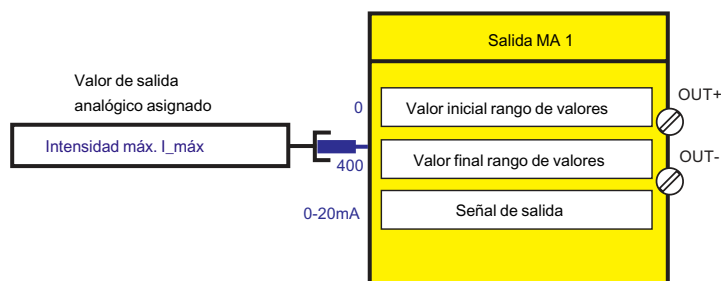 Salida MA 1
Valor de salida
analógico asignado
Intensidad máx. I_máx
0
Valor inicial rango de valores
OUT+
400
Valor final rango de valores
OUT-
0-20mA
Señal de salida